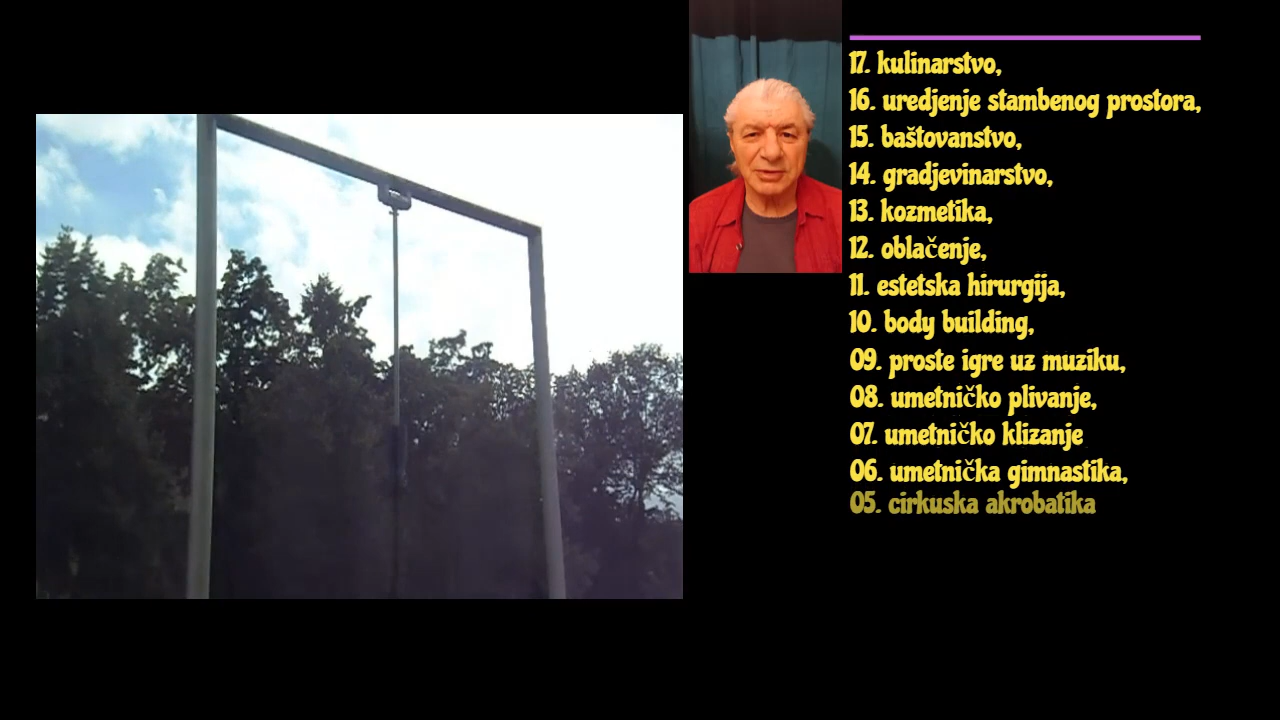 17. kulinarstvo,
16. uredjenje stambenog prostora,
15. baštovanstvo,
14. gradjevinarstvo,
13. kozmetika,
12. oblačenje,
11. estetska hirurgija,
10. body building,
09. proste igre uz muziku,
08. umetničko plivanje,
07. umetničko klizanje
06. umetnička gimnastika,
05. cirkuska akrobatika